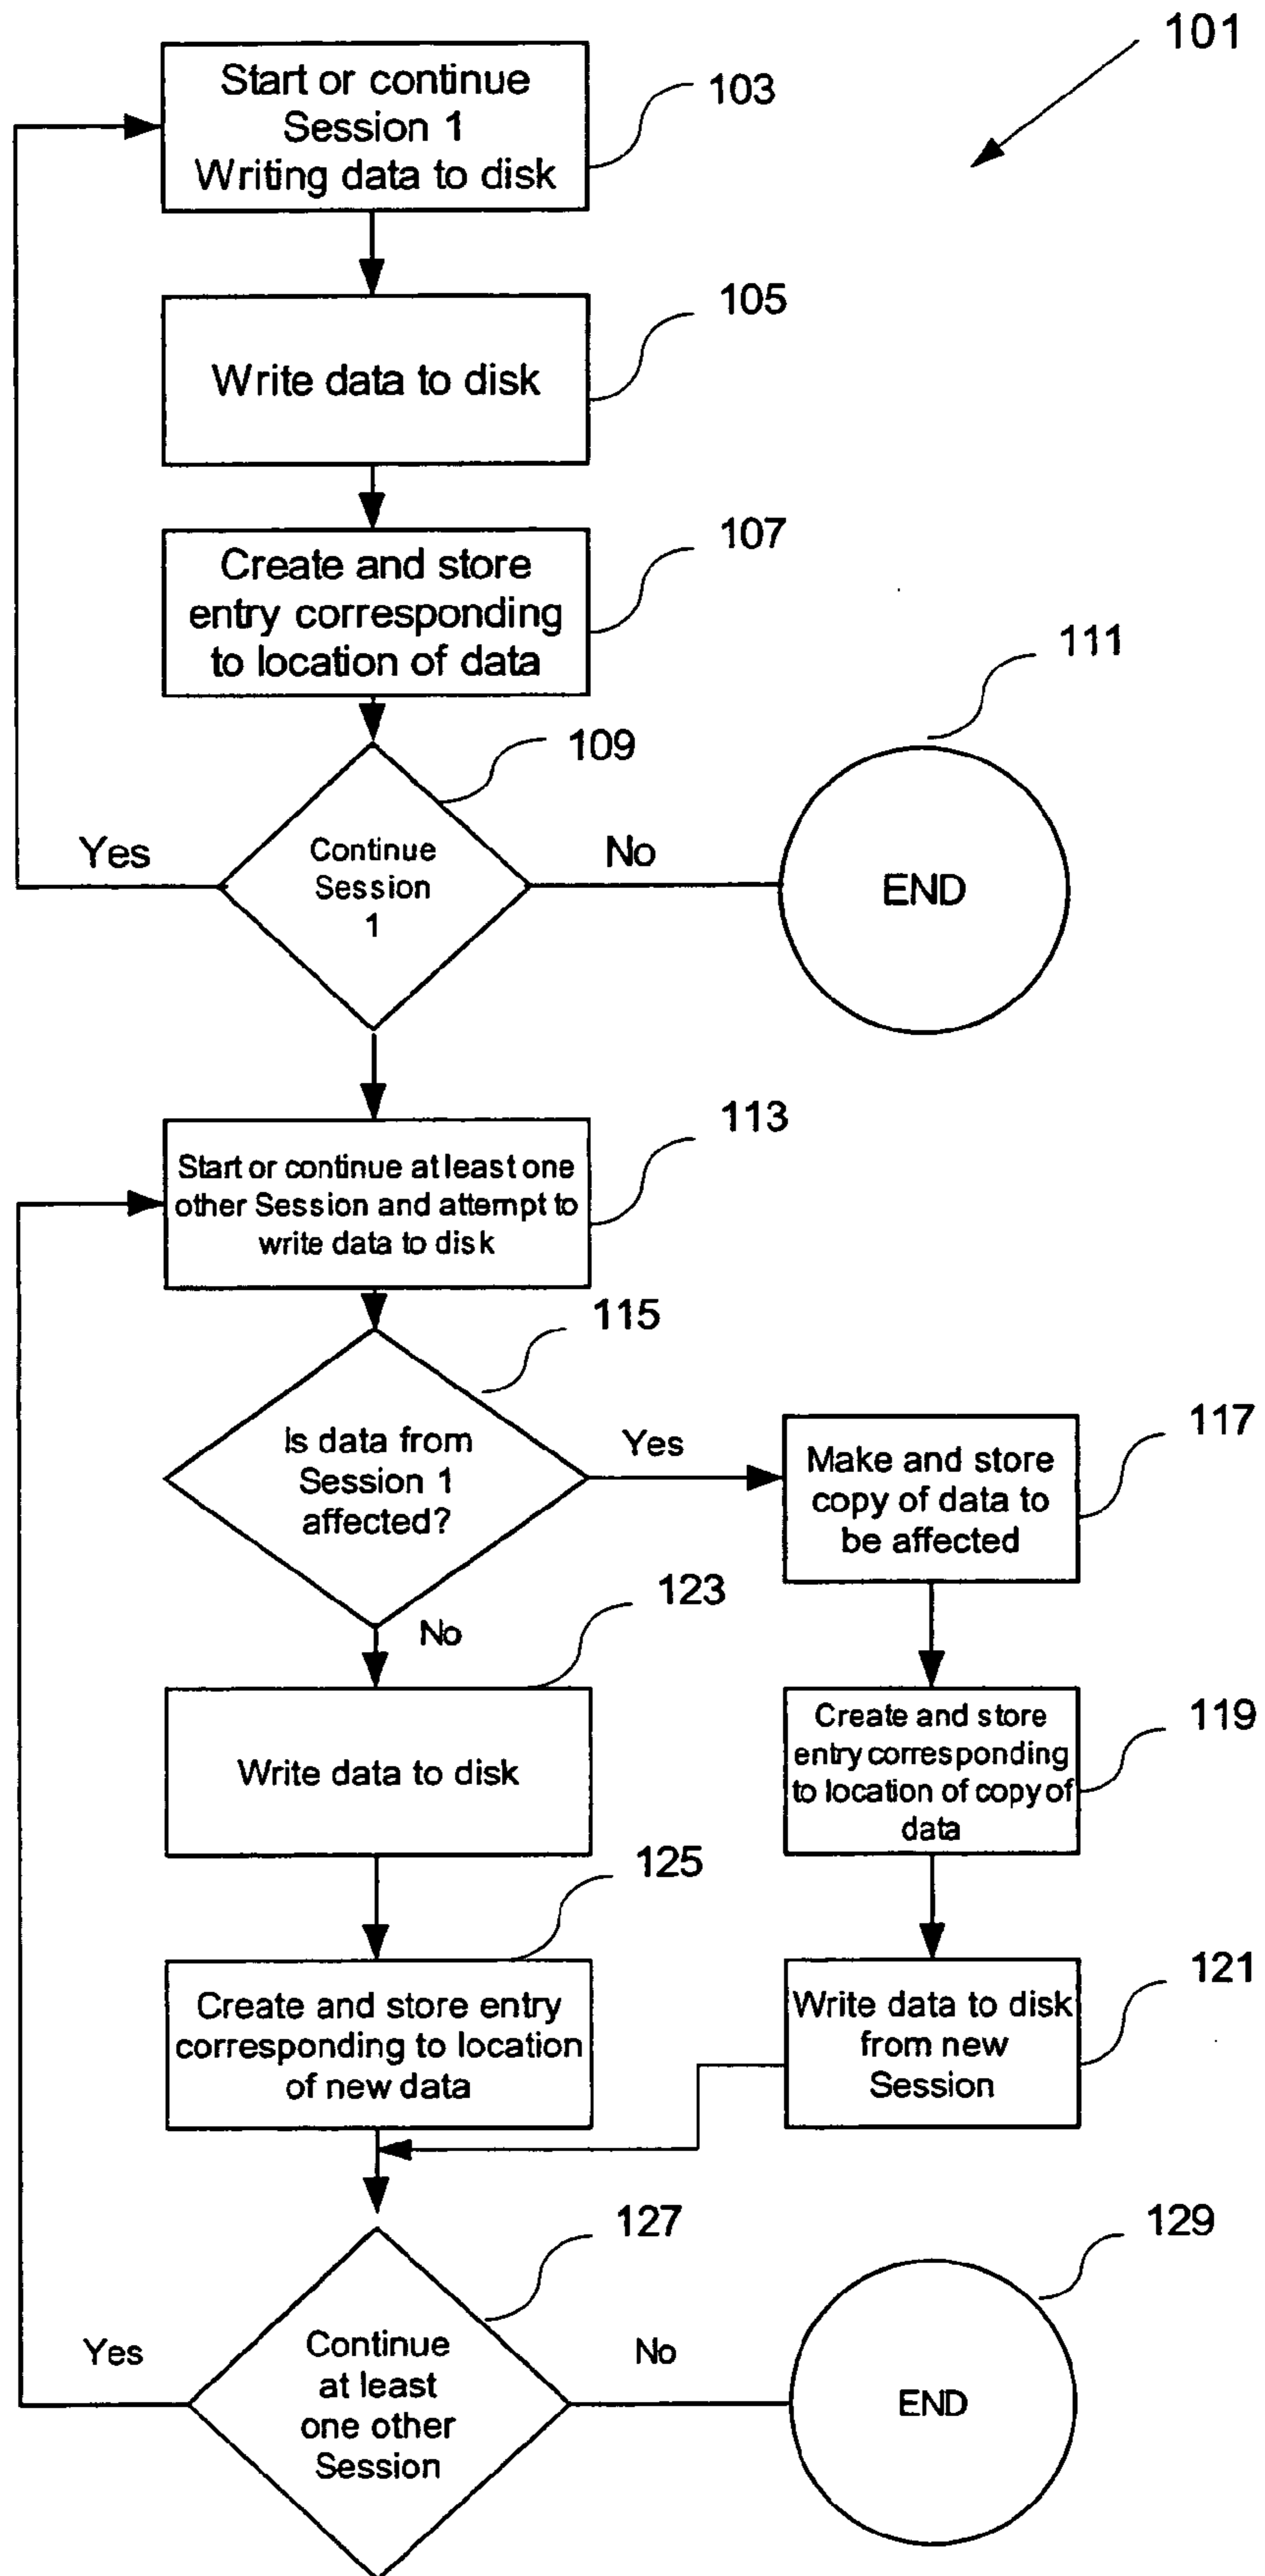 101
Start or continue
Session 1
Writing data to disk
103
Write data to disk
105
Create and store
entry corresponding
to location of data
107
111
109
Continue
Session
1
Yes
No
END
Start or continue at least one
other Session and attempt to
write data to disk
113
115
Is data from
Session 1
affected?
Yes
No
Make and store
copy of data to
be affected
117
123
Write data to disk
Create and store
entry corresponding
to location of copy of
data
119
125
Create and store entry
corresponding to location
of new data
Write data to disk
from new
Session
121
127
129
Yes
Continue
at least
one other
Session
No
END